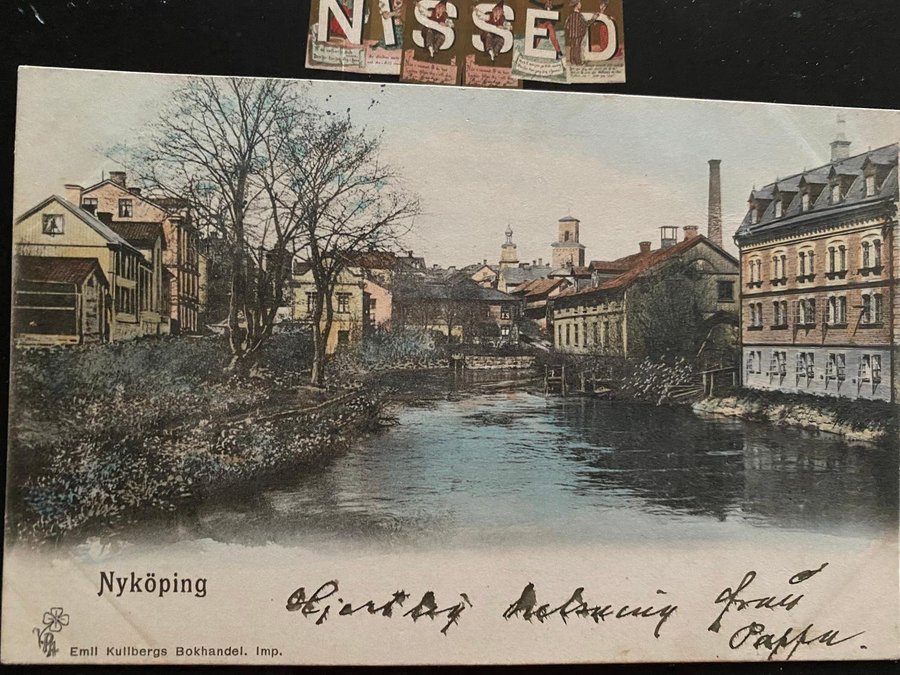 NISSED
Nyköping
Hjertlig helsning från
Pappa.
Emil Kullbergs Bokhandel. Imp.